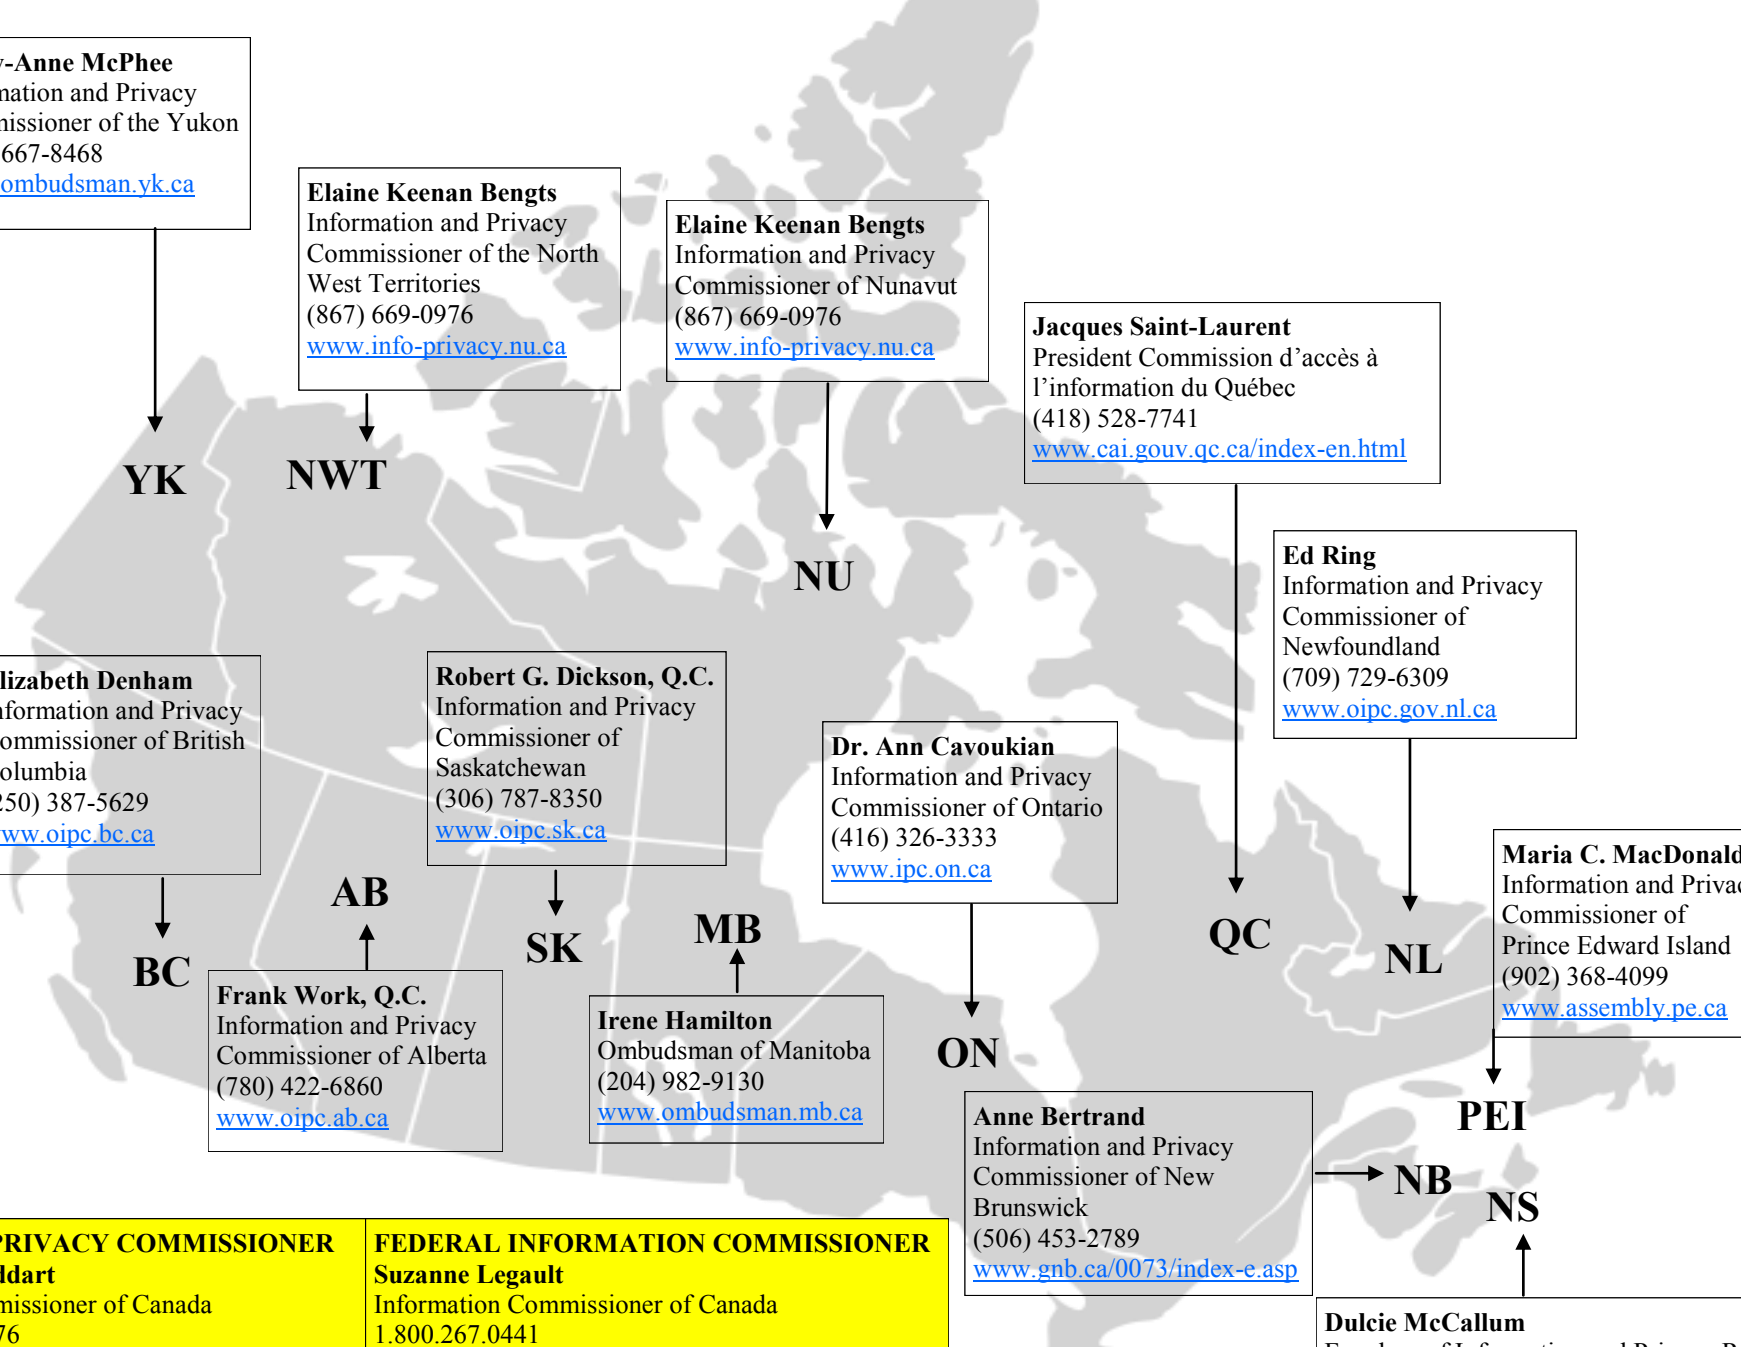 -Anne McPhee
mation and Privacy
missioner of the Yukon
667-8468
ombudsman.yk.ca
Elaine Keenan Bengts
Information and Privacy
Commissioner of the North
West Territories
(867) 669-0976
www.info-privacy.nu.ca
Elaine Keenan Bengts
Information and Privacy
Commissioner of Nunavut
(867) 669-0976
www.info-privacy.nu.ca
Jacques Saint-Laurent
President Commission d’accès à
l’information du Québec
(418) 528-7741
www.cai.gouv.qc.ca/index-en.html
YK
NWT
NU
Ed Ring
Information and Privacy
Commissioner of
Newfoundland
(709) 729-6309
www.oipc.gov.nl.ca
lizabeth Denham
nformation and Privacy
ommissioner of British
olumbia
250) 387-5629
www.oipc.bc.ca
Robert G. Dickson, Q.C.
Information and Privacy
Commissioner of
Saskatchewan
(306) 787-8350
www.oipc.sk.ca
Dr. Ann Cavoukian
Information and Privacy
Commissioner of Ontario
(416) 326-3333
www.ipc.on.ca
Maria C. MacDonald
Information and Privac
Commissioner of
Prince Edward Island
(902) 368-4099
www.assembly.pe.ca
AB
BC
SK
MB
QC
NL
Frank Work, Q.C.
Information and Privacy
Commissioner of Alberta
(780) 422-6860
www.oipc.ab.ca
Irene Hamilton
Ombudsman of Manitoba
(204) 982-9130
www.ombudsman.mb.ca
ON
PEI
Anne Bertrand
Information and Privacy
Commissioner of New
Brunswick
(506) 453-2789
www.gnb.ca/0073/index-e.asp
NB
NS
PRIVACY COMMISSIONER
ddart
missioner of Canada
76
FEDERAL INFORMATION COMMISSIONER
Suzanne Legault
Information Commissioner of Canada
1.800.267.0441
Dulcie McCallum